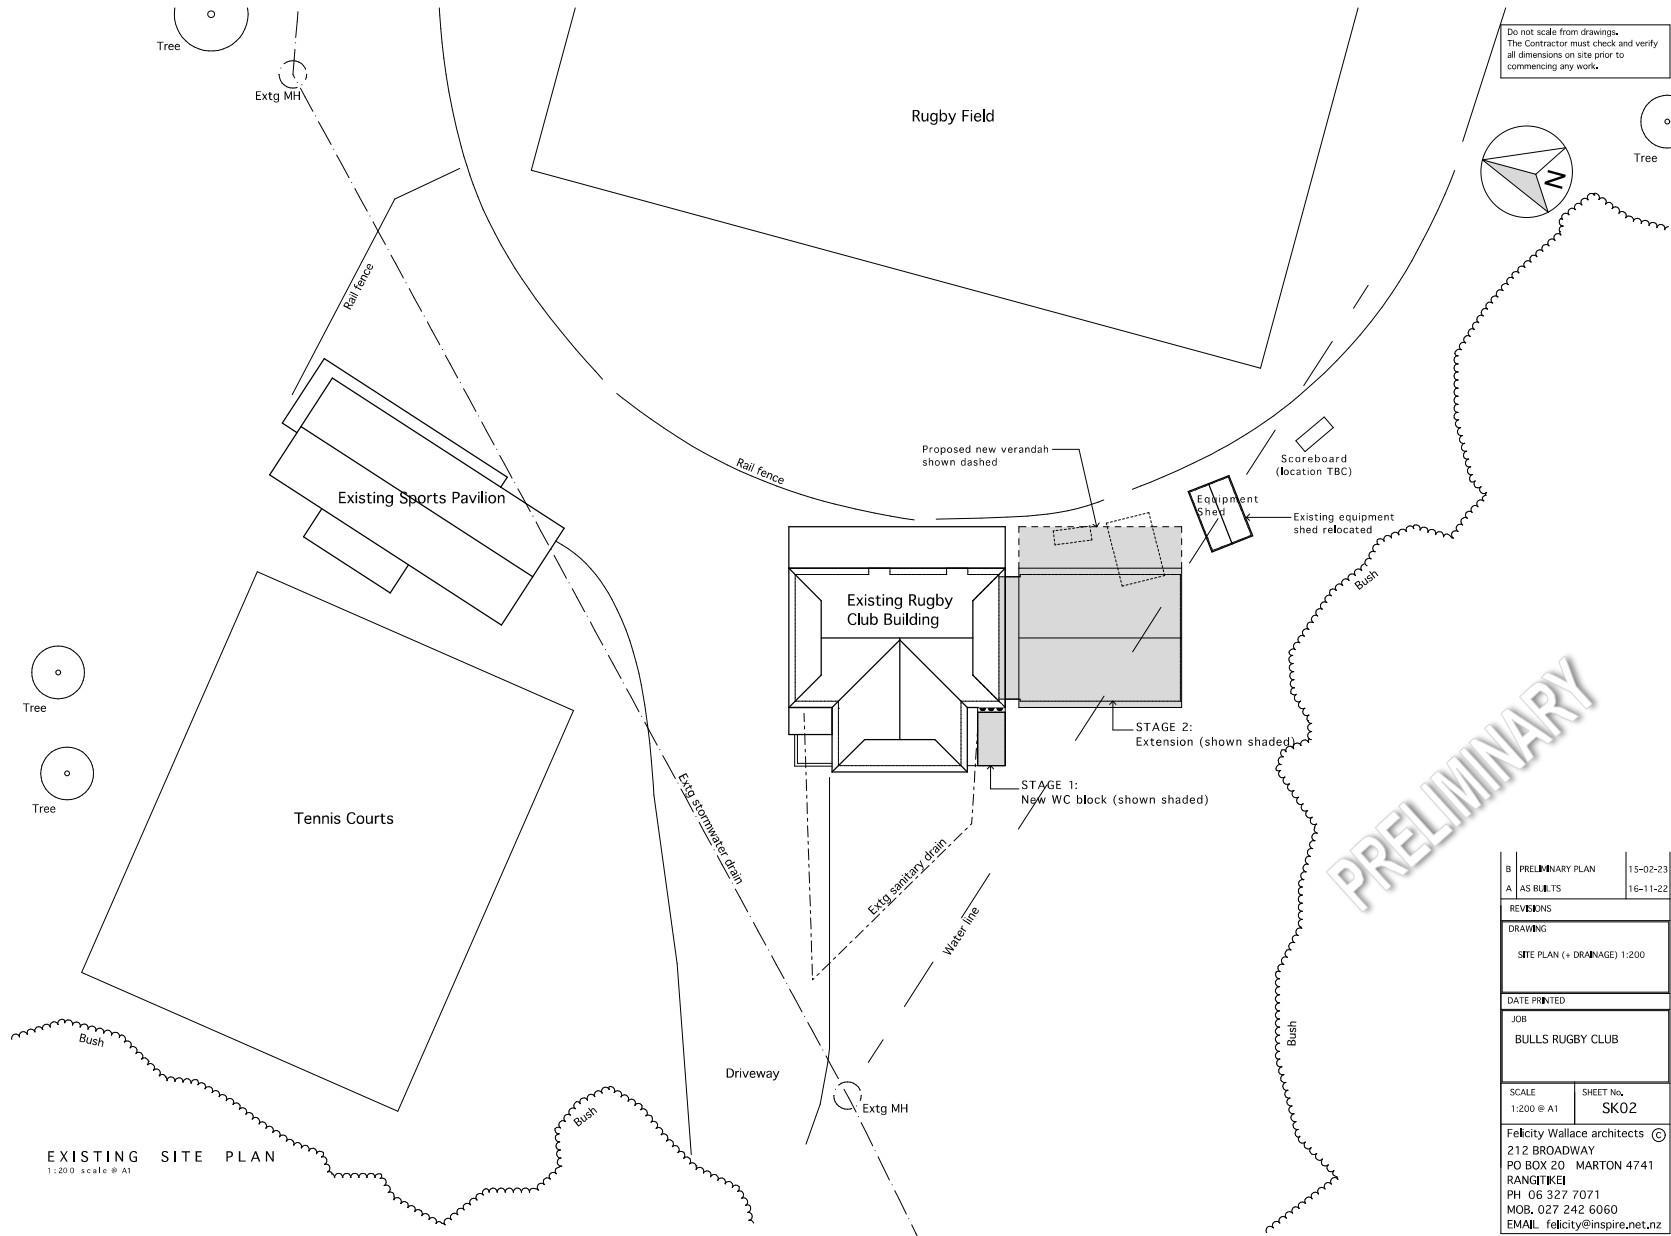 Do not scale from drawings.
The Contractor must check and verify
all dimensions on site prior to
commencing any work.
Tree
Extg MH
Rugby Field
N
Tree
Rail fence
Rail fence
Proposed new verandah
shown dashed
Scoreboard
(location TBC)
Existing Sports Pavilion
Equipment
Shed
Existing equipment
shed relocated
Existing Rugby
Club Building
Bush
Tree
Tree
STAGE 2:
Extension (shown shaded)
STAGE 1:
New WC block (shown shaded)
Tennis Courts
Extg stormwater drain
Extg sanitary drain
Water line
PRELIMINARY
Bush
Bush
Bush
Driveway
Extg MH
EXISTING SITE PLAN
1:200 scale @ A1
B PRELIMINARY PLAN 15-02-23
A AS BUILTS 16-11-22
REVISIONS
DRAWING
SITE PLAN (+ DRAINAGE) 1:200
DATE PRINTED
JOB
BULLS RUGBY CLUB
SCALE
1:200 @ A1
SHEET No.
SK02
Felicity Wallace architects ©
212 BROADWAY
PO BOX 20 MARTON 4741
RANGITIKEI
PH 06 327 7071
MOB. 027 242 6060
EMAIL felicity@inspire.net.nz